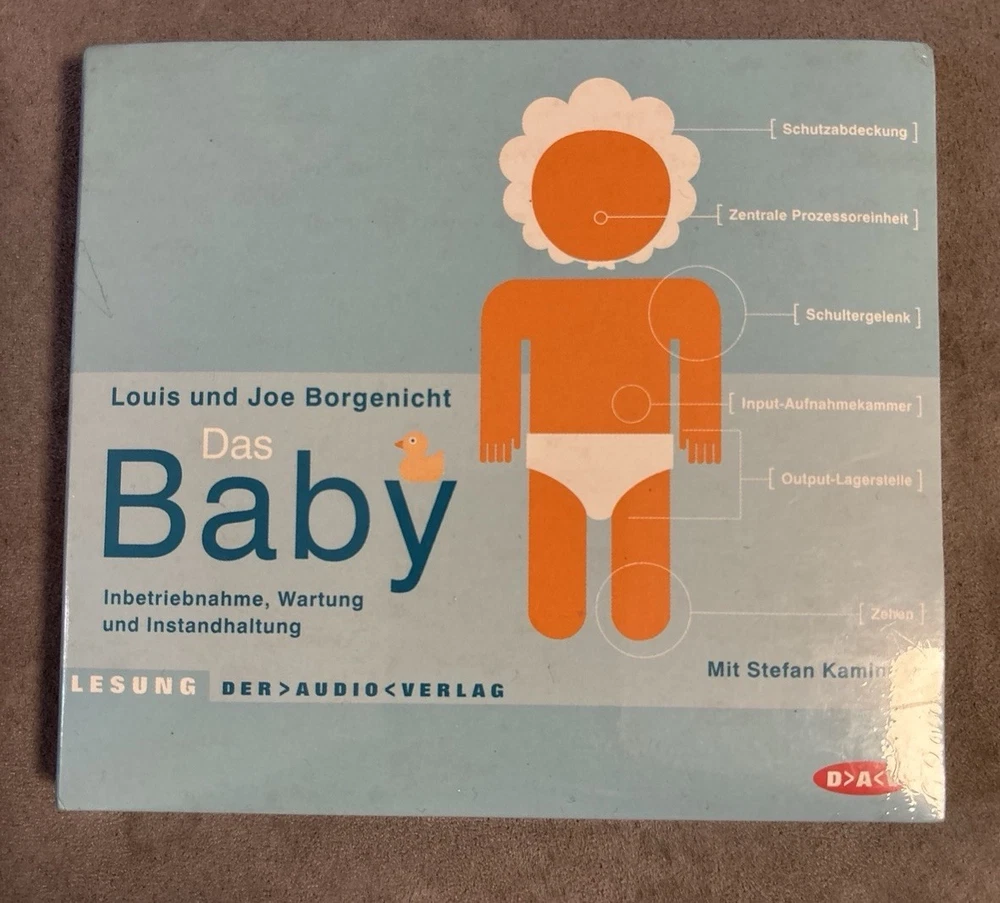 [ Schutzabdeckung ]
[ Zentrale Prozessoreinheit ]
[ Schultergelenk ]
[ Input-Aufnahmekammer ]
[ Output-Lagerstelle ]
[ Zehen ]
Louis und Joe Borgenicht
Das
Baby
Inbetriebnahme, Wartung
und Instandhaltung
Mit Stefan
LESUNG DER>AUDIO<VERLAG